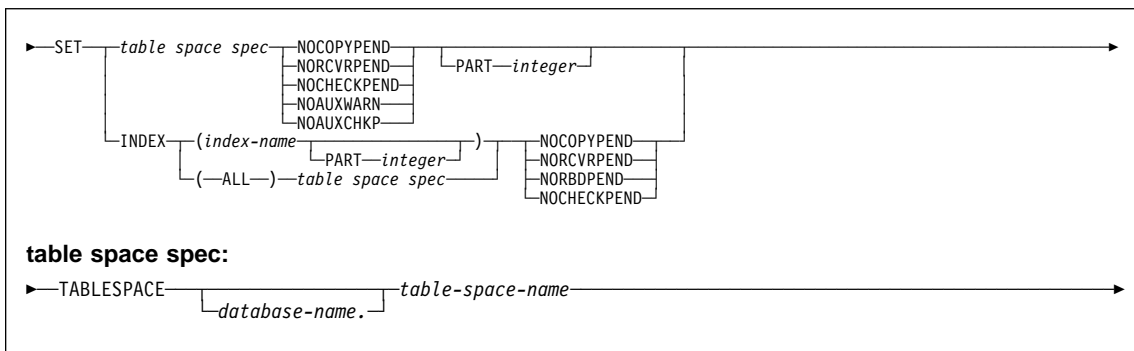 SET table space spec NOCOPYPEND
NORCVRPEND PART integer
NOCHECKPEND
NOAUXWARN
NOAUXCHKP
INDEX (index-name ) NOCOPYPEND
PART integer NORCVRPEND
( ALL ) table space spec NORBDPEND
NOCHECKPEND
table space spec:
TABLESPACE table-space-name
database-name.